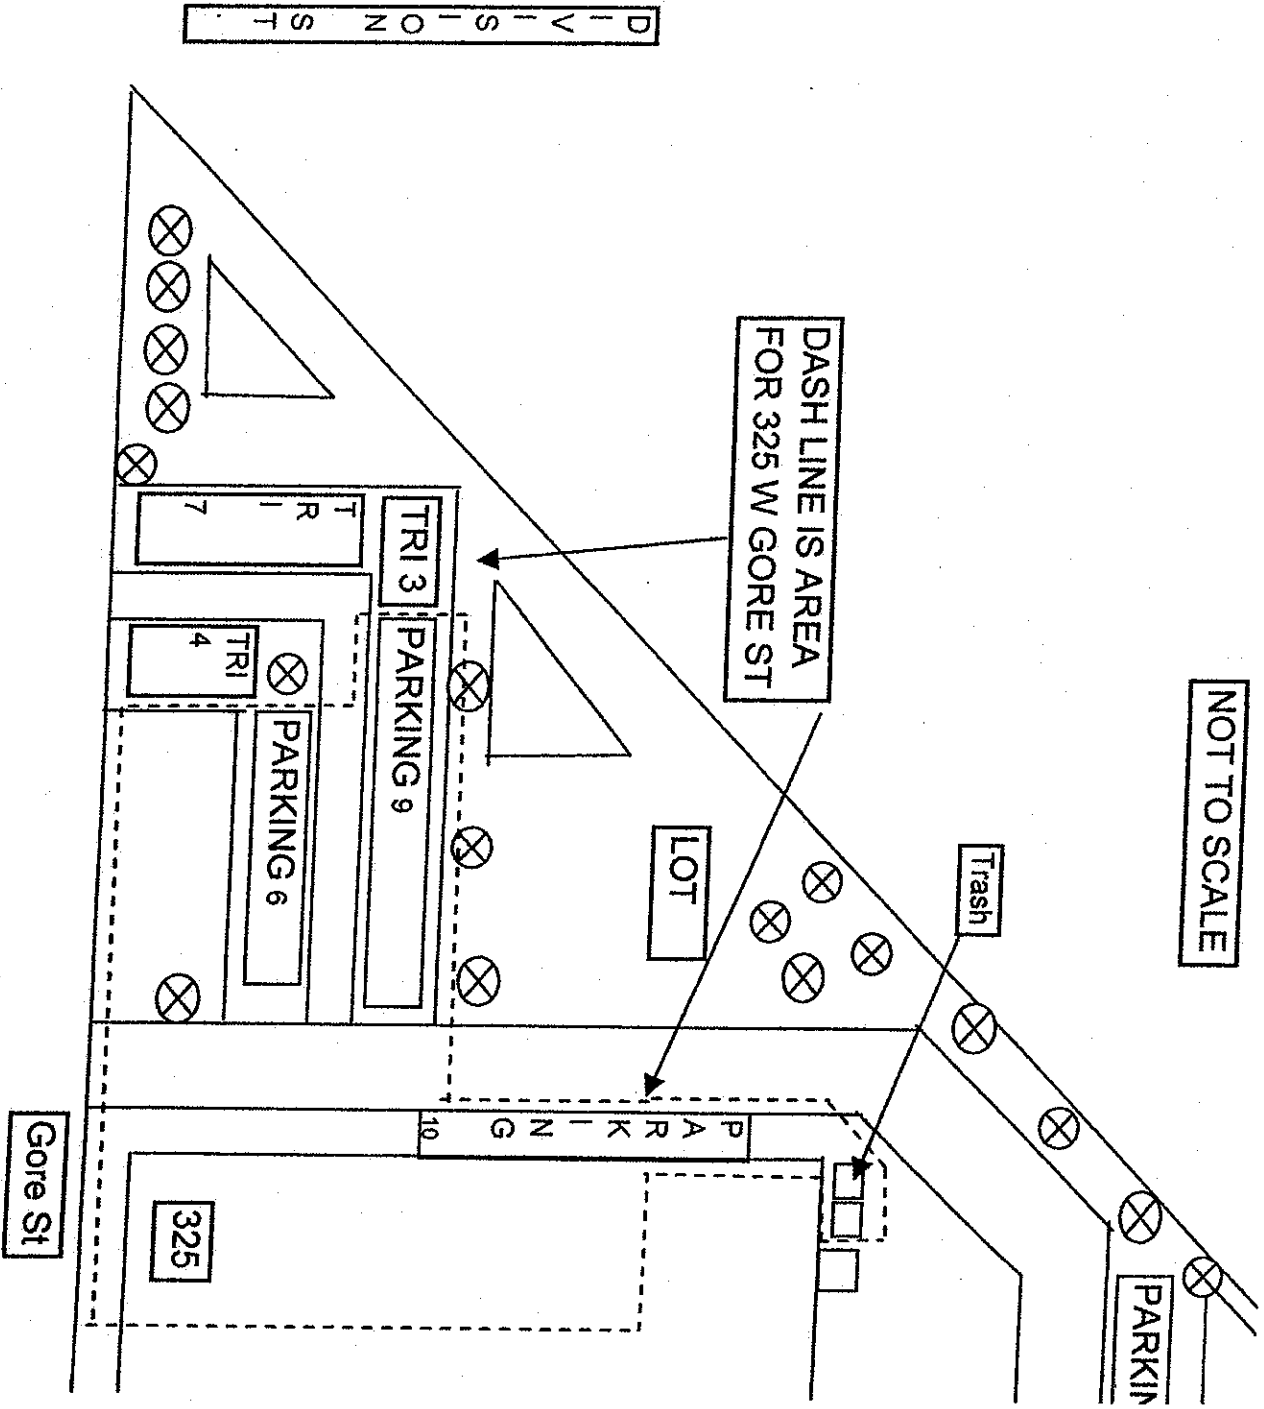 DIVISION ST.
NOT TO SCALE
DASH LINE IS AREA
FOR 325 W GORE ST
Trash
LOT
TRI 3
TRI
7
PARKING 9
TRI
4
PARKING 6
PARKING
10
PARKIN
325
Gore St